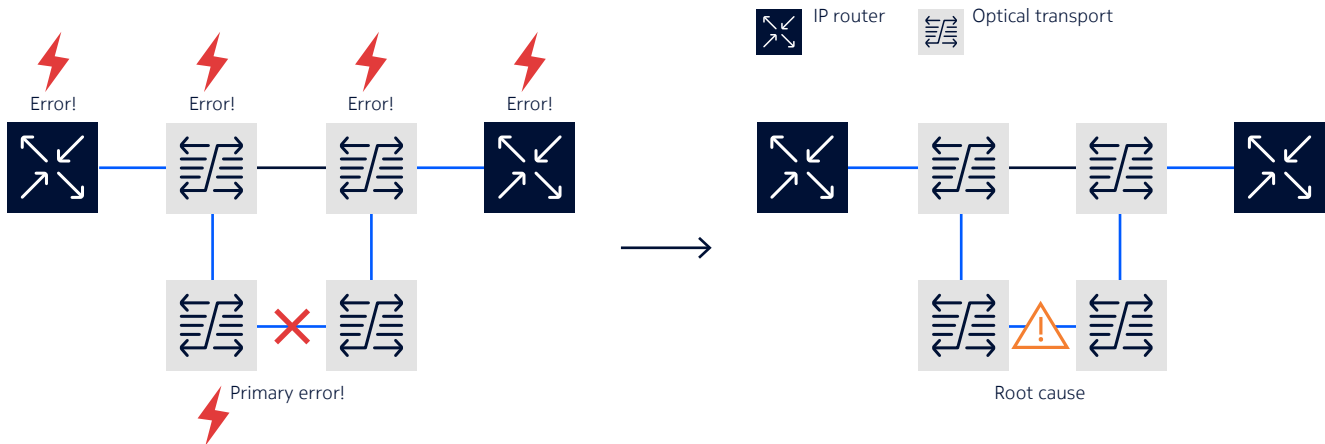 IP router
Optical transport
Error!
Error!
Error!
Error!
Primary error!
Root cause